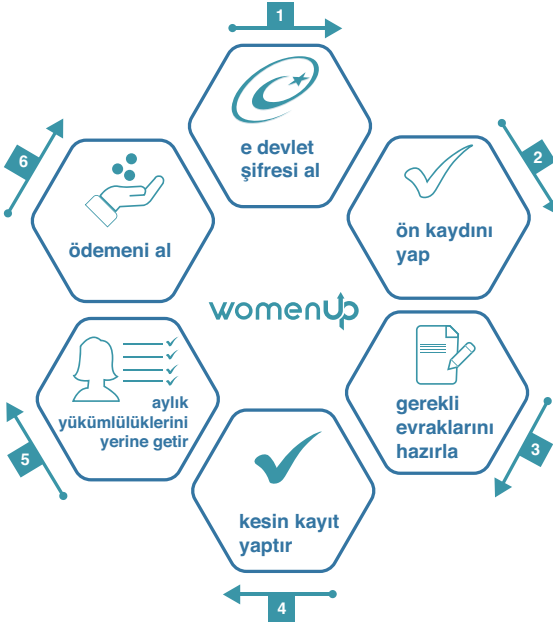 1
e devlet
şifresi al
2
ön kaydını
yap
3
gerekli
evraklarını
hazırla
4
kesin kayıt
yaptır
5
aylık
yükümlülüklerini
yerine getir
6
ödemeni al
womenUp